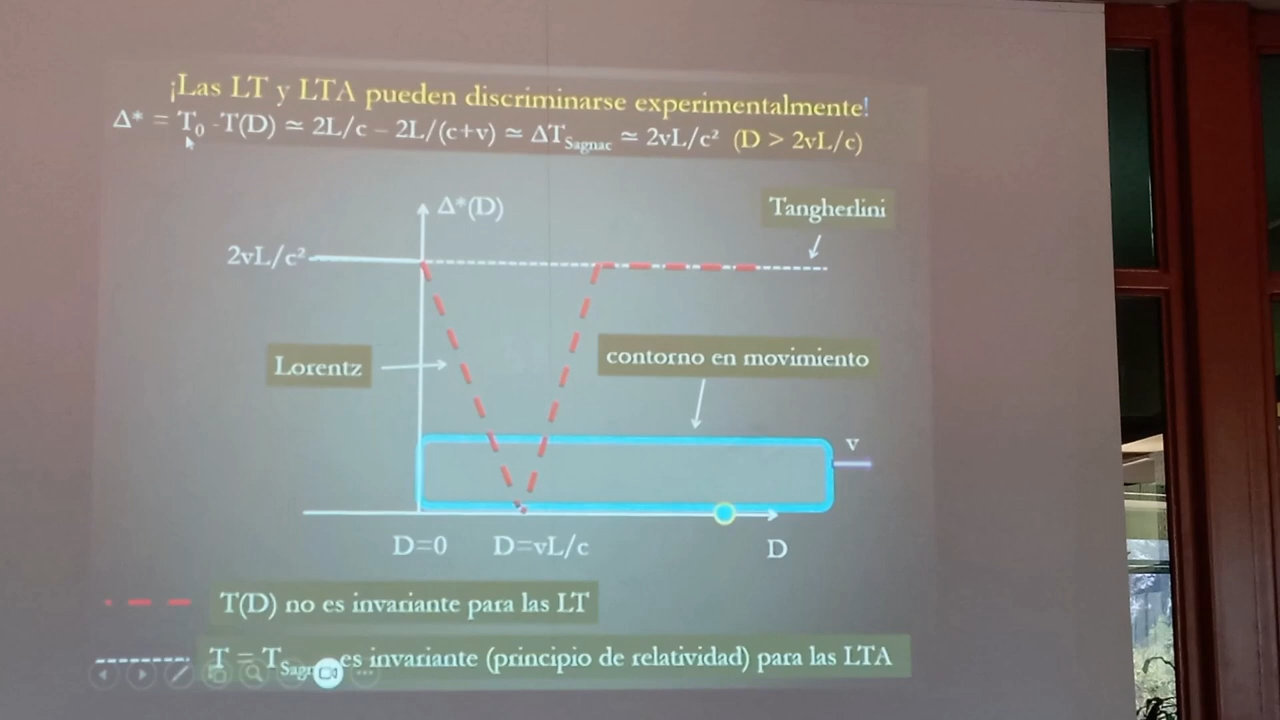 ¡Las LT y LTA pueden discriminarse experimentalmente!
Δ* = T₀ -T(D) ≃ 2L/c – 2L/(c+v) ≃ ΔT_Sagnac ≃ 2vL/c² (D > 2vL/c)
Δ*(D)
Tangherlini
2vL/c²
Lorentz
contorno en movimiento
v
D=0
D=vL/c
D
T(D) no es invariante para las LT
T = es invariante (principio de relatividad) para las LTA